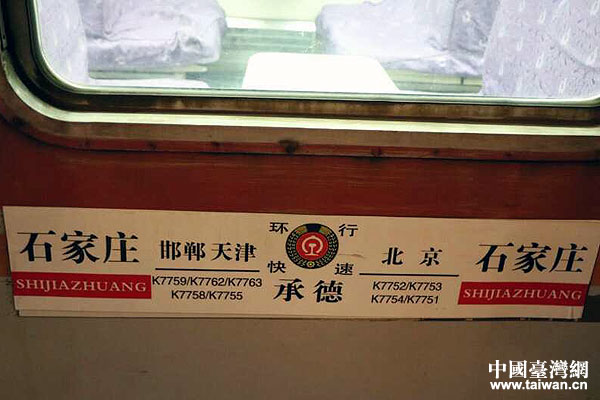 石家庄
SHIJIAZHUANG
邯郸 天津
K7759/K7762/K7763
K7758/K7755
环 行
快 速
承德
北京
K7752/K7753
K7754/K7751
石家庄
SHIJIAZHUANG
中國臺灣網
www.taiwan.cn